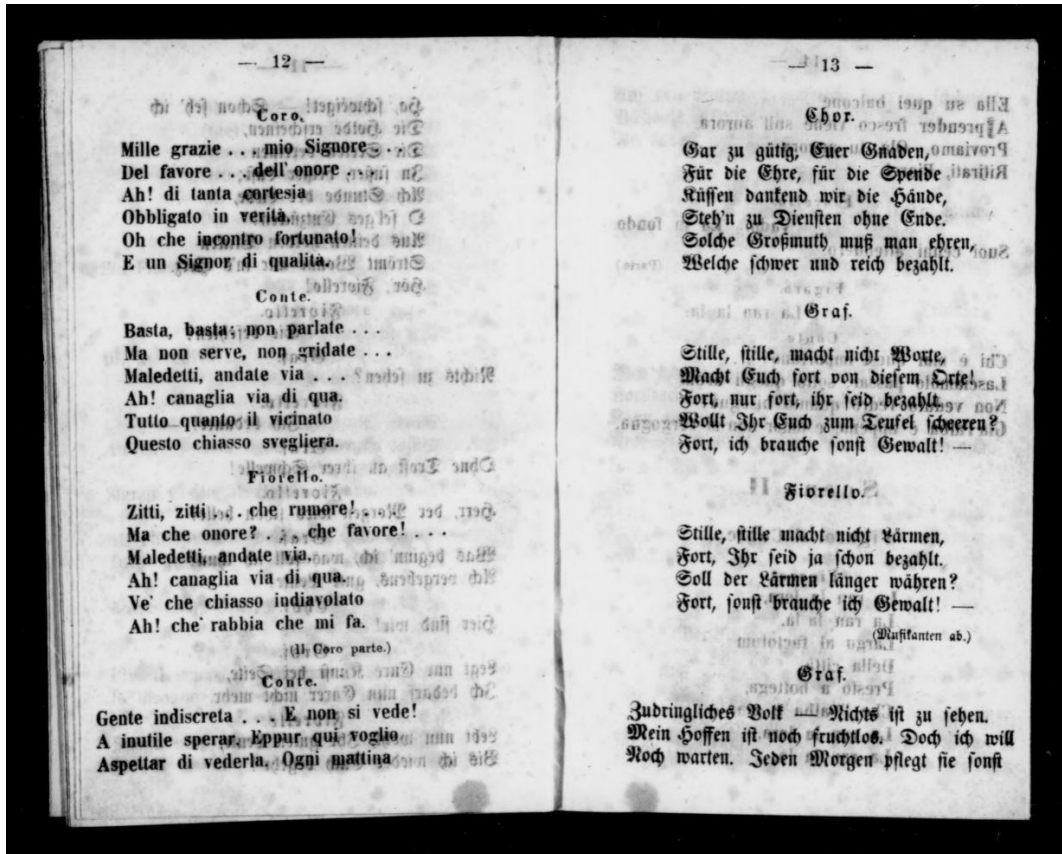 — 12 —
Coro.
Mille grazie . . . mio Signore . . .
Del favore . . . dell' onore . . .
Ah! di tanta cortesia
Obbligato in verità.
Oh che incontro fortunato!
E un Signor di qualita.
Conte.
Basta, basta; non parlate . . .
Ma non serve, non gridate . . .
Maledetti, andate via . . .
Ah! canaglia via, di qua.
Tutto quanto il vicinato
Questo chiasso svegliera.
Fiorello.
Zitti, zitti . . . che rumore! . . .
Ma che onore? . . . che favore! . . .
Maledetti, andate via.
Ah! canaglia via di qua.
Ve' che chiasso indiavolato
Ah! che rabbia che mi fa.
(Il Coro parte.)
Conte.
Gente indiscreta . . . E non si vede!
A inutile sperar. Eppur qui voglio
Aspettar di vederla. Ogni mattina
— 13 —
Chor.
Gar zu gütig, Euer Gnaden,
Für die Ehre, für die Spende
Küssen dankend wir die Hände,
Steh'n zu Diensten ohne Ende.
Solche Großmuth muß man ehren,
Welche schwer und reich bezahlt.
Graf.
Stille, stille, macht nicht Worte,
Macht Euch fort von diesem Orte!
Fort, nur fort, ihr seid bezahlt.
Wollt Ihr Euch zum Teufel scheeren?
Fort, ich brauche sonst Gewalt! —
Fiorello.
Stille, stille macht nicht Lärmen,
Fort, Ihr seid ja schon bezahlt.
Soll der Lärmen länger währen?
Fort, sonst brauche ich Gewalt! —
(Musikanten ab.)
Graf.
Zudringliches Volk — Nichts ist zu sehen.
Mein Hoffen ist noch fruchtlos. Doch ich will
Noch warten. Jeden Morgen pflegt sie sonst